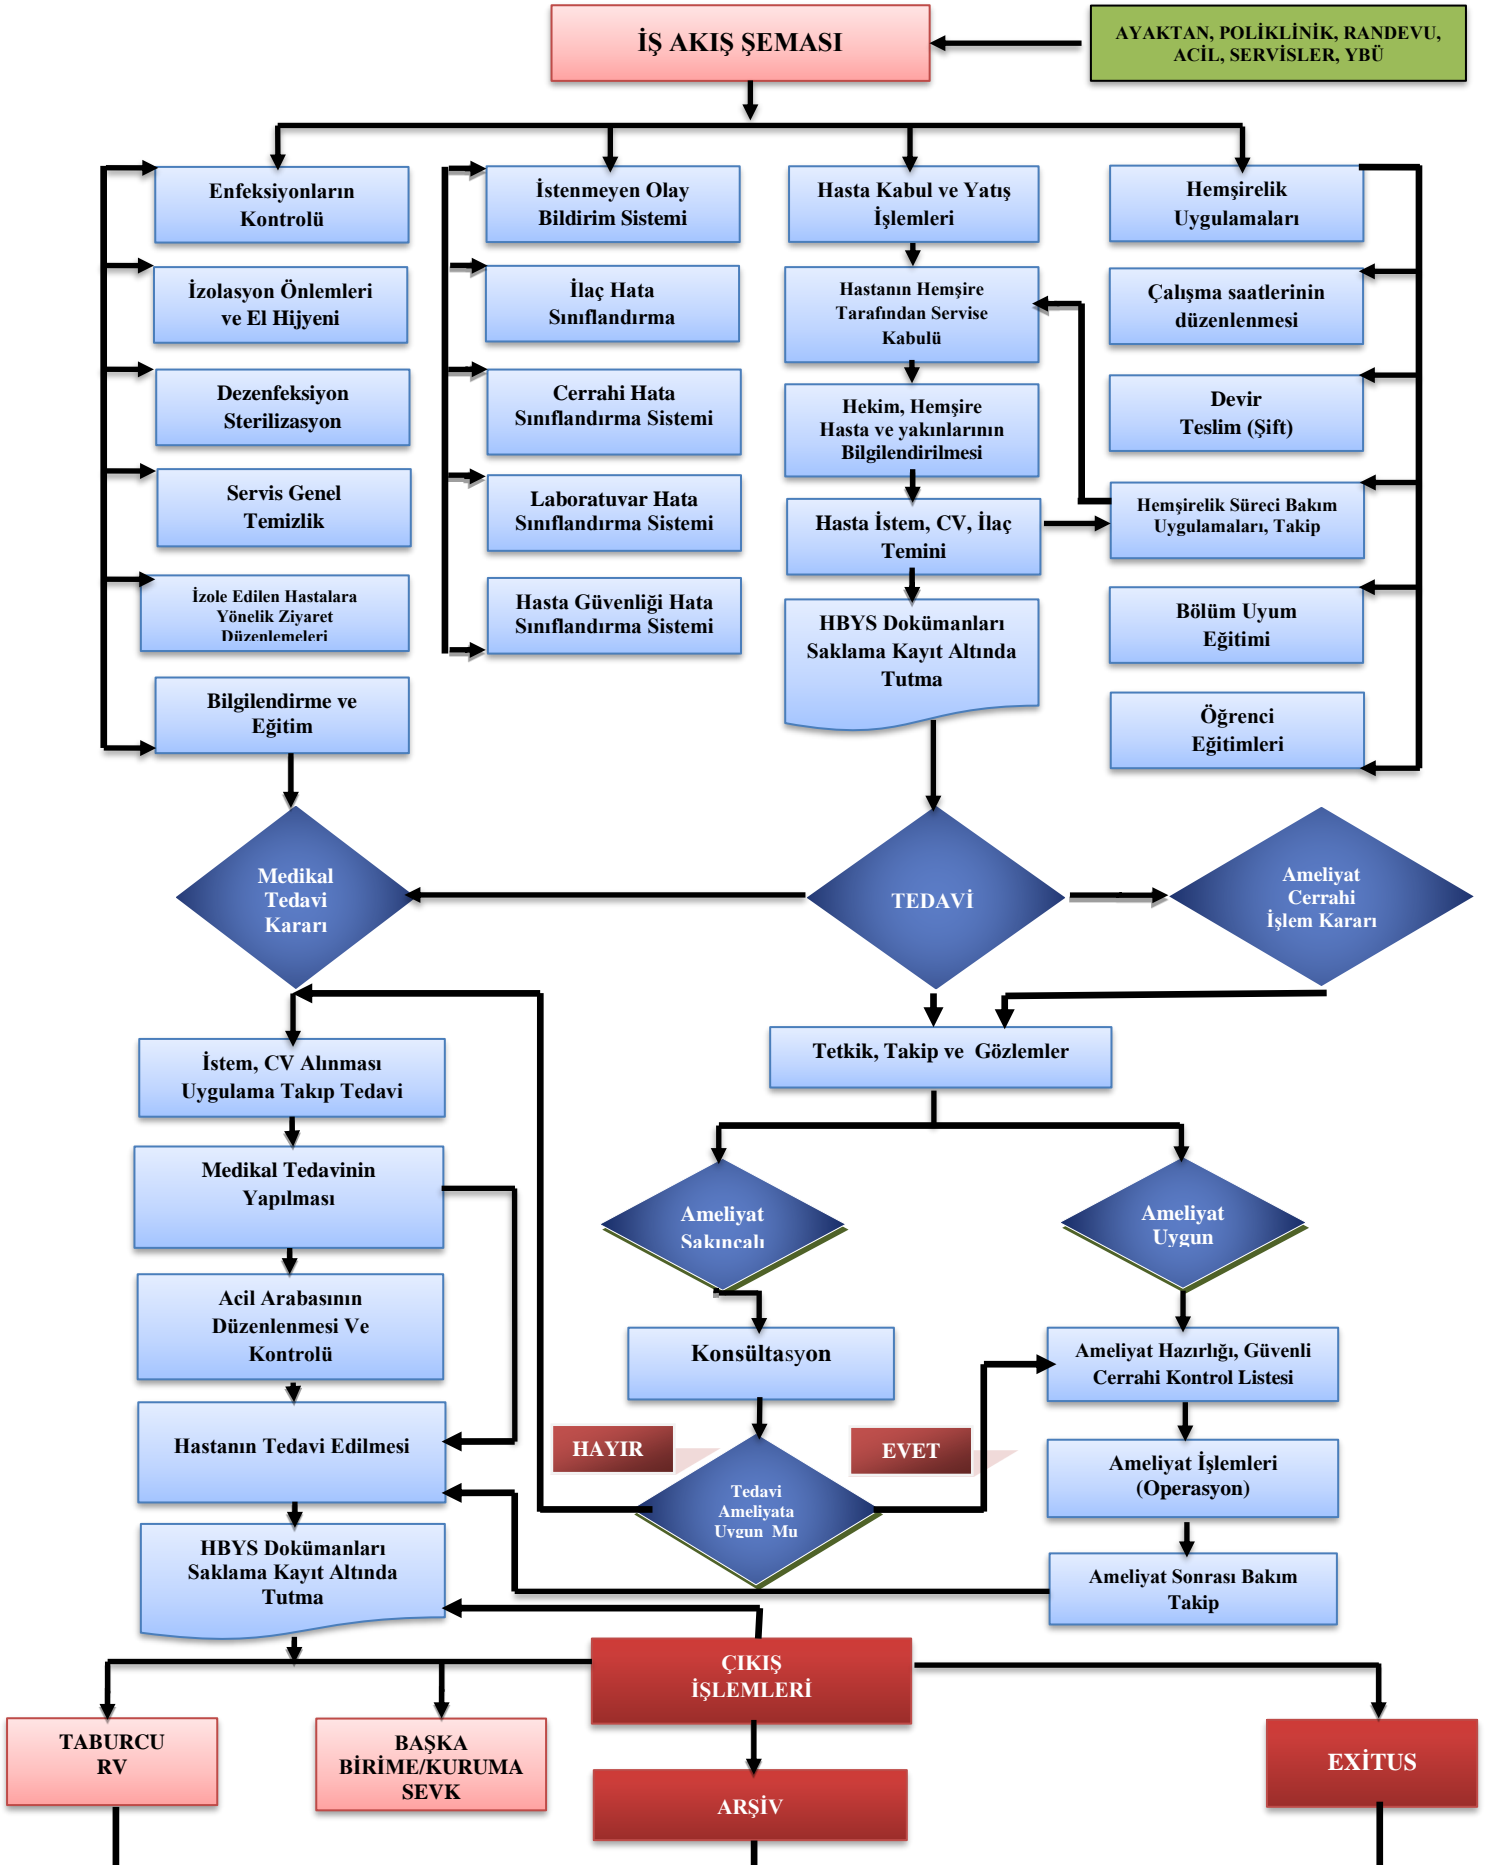 İŞ AKIŞ ŞEMASI
AYAKTAN, POLİKLİNİK, RANDEVU,
ACİL, SERVİSLER, YBÜ
Enfeksiyonların
Kontrolü
İstenmeyen Olay
Bildirim Sistemi
Hasta Kabul ve Yatış
İşlemleri
Hemşirelik
Uygulamaları
İzolasyon Önlemleri
ve El Hijyeni
İlaç Hata
Sınıflandırma
Hastanın Hemşire
Tarafından Servise
Kabulü
Çalışma saatlerinin
düzenlenmesi
Dezenfeksiyon
Sterilizasyon
Cerrahi Hata
Sınıflandırma Sistemi
Hekim, Hemşire
Hasta ve yakınlarının
Bilgilendirilmesi
Devir
Teslim (Şift)
Servis Genel
Temizlik
Laboratuvar Hata
Sınıflandırma Sistemi
Hasta İstem, CV, İlaç
Temini
Hemşirelik Süreci Bakım
Uygulamaları, Takip
İzole Edilen Hastalara
Yönelik Ziyaret
Düzenlemeleri
Hasta Güvenliği Hata
Sınıflandırma Sistemi
HBYS Dokümanları
Saklama Kayıt Altında
Tutma
Bölüm Uyum
Eğitimi
Bilgilendirme ve
Eğitim
Öğrenci
Eğitimleri
Medikal
Tedavi
Kararı
TEDAVİ
Ameliyat
Cerrahi
İşlem Kararı
İstem, CV Alınması
Uygulama Takıp Tedavi
Tetkik, Takip ve  Gözlemler
Medikal Tedavinin
Yapılması
Ameliyat
Sakıncalı
Ameliyat
Uygun
Acil Arabasının
Düzenlenmesi Ve
Kontrolü
Konsültasyon
Ameliyat Hazırlığı, Güvenli
Cerrahi Kontrol Listesi
Hastanın Tedavi Edilmesi
HAYIR
EVET
Tedavi
Ameliyata
Uygun  Mu
Ameliyat İşlemleri
(Operasyon)
HBYS Dokümanları
Saklama Kayıt Altında
Tutma
Ameliyat Sonrası Bakım
Takip
ÇIKIŞ
İŞLEMLERİ
TABURCU
RV
BAŞKA
BİRİME/KURUMA
SEVK
ARŞİV
EXİTUS